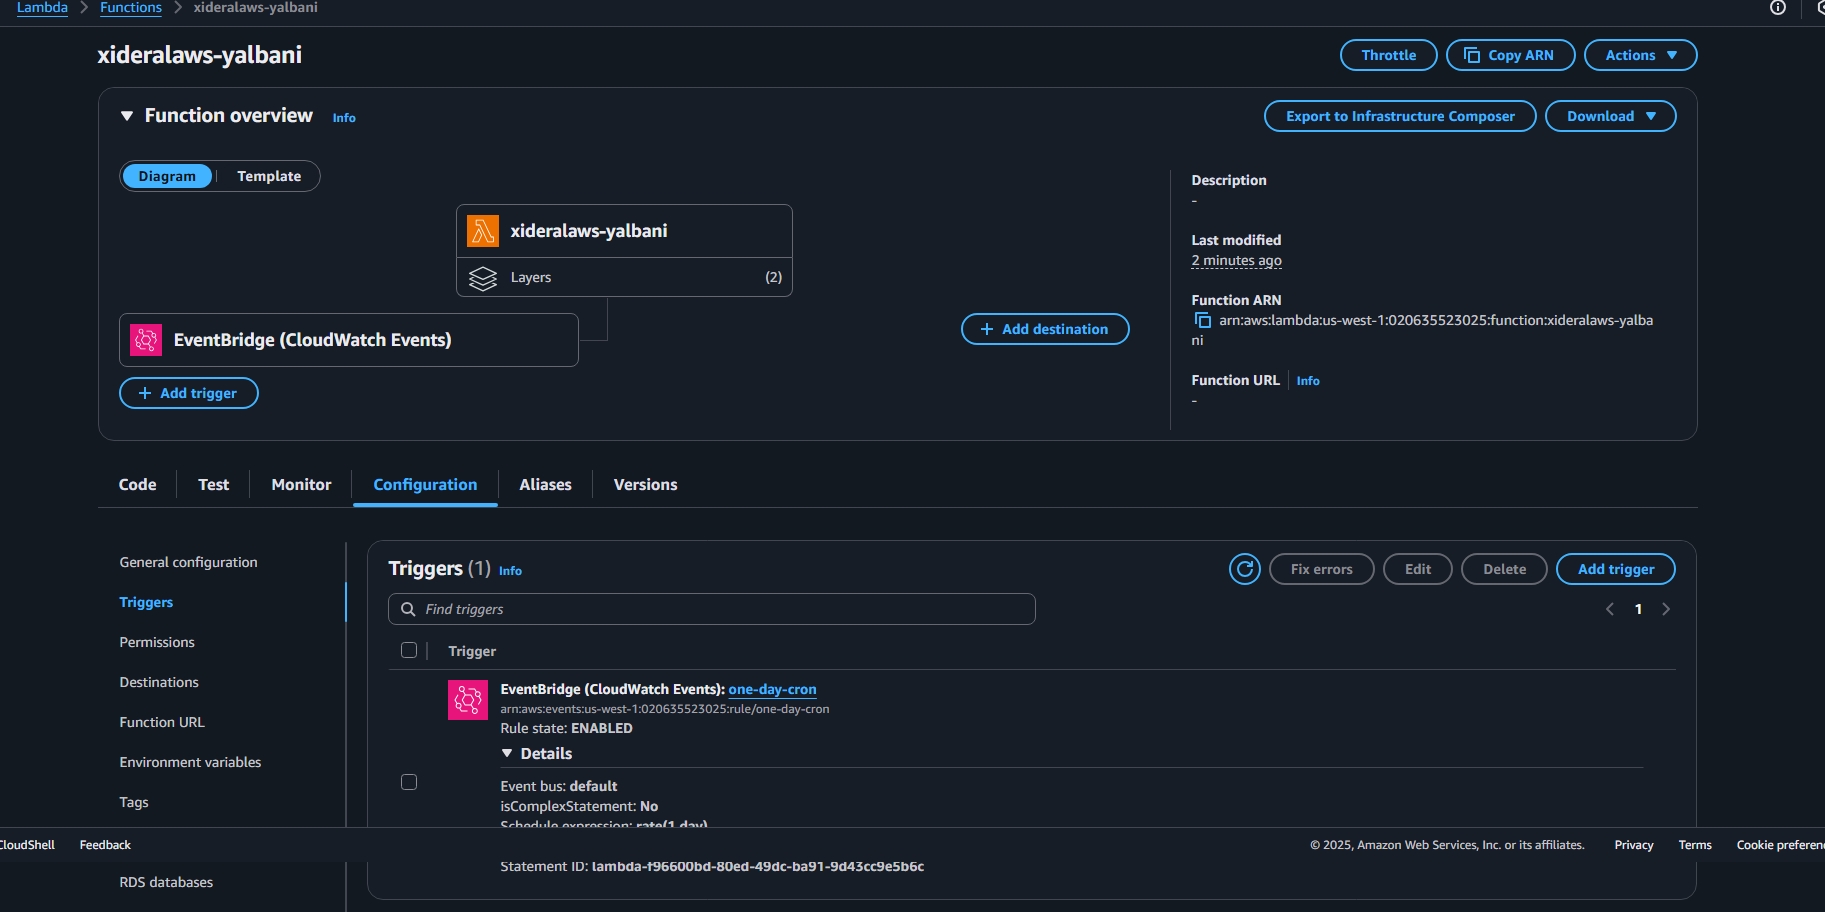 Lambda > Functions > xideralaws-yalbani
xideralaws-yalbani
Throttle
Copy ARN
Actions
Function overview Info
Export to Infrastructure Composer
Download
Diagram Template
xideralaws-yalbani
Layers (2)
EventBridge (CloudWatch Events)
+ Add trigger
+ Add destination
Description
-
Last modified
2 minutes ago
Function ARN
arn:aws:lambda:us-west-1:020635523025:function:xideralaws-yalba
ni
Function URL Info
-
Code Test Monitor Configuration Aliases Versions
General configuration
Triggers
Permissions
Destinations
Function URL
Environment variables
Tags
RDS databases
Triggers (1) Info
Fix errors
Edit
Delete
Add trigger
Find triggers
1
Trigger
EventBridge (CloudWatch Events): one-day-cron
arn:aws:events:us-west-1:020635523025:rule/one-day-cron
Rule state: ENABLED
Details
Event bus: default
isComplexStatement: No
Schedule expression: rate(1 day)
Statement ID: lambda-f96600bd-80ed-49dc-ba91-9d43cc9e5b6c
CloudShell Feedback
© 2025, Amazon Web Services, Inc. or its affiliates. Privacy Terms Cookie preferen